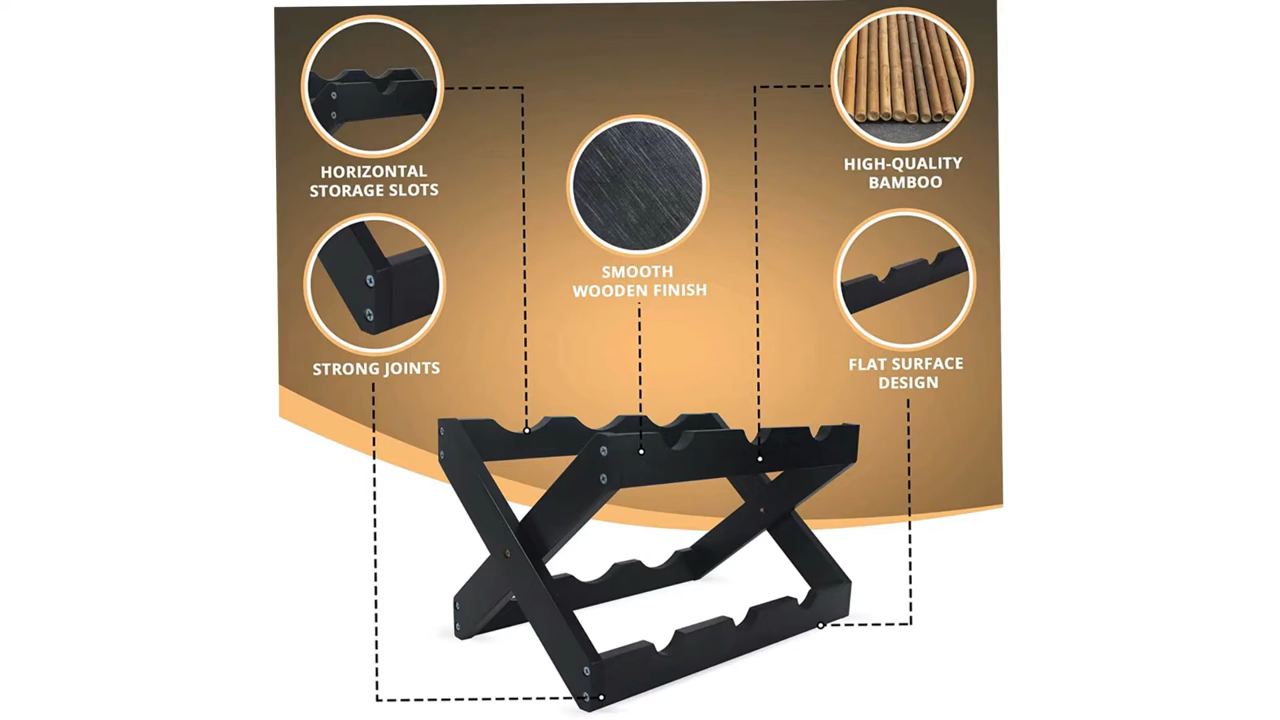 HORIZONTAL
STORAGE SLOTS
STRONG JOINTS
SMOOTH
WOODEN FINISH
HIGH-QUALITY
BAMBOO
FLAT SURFACE
DESIGN